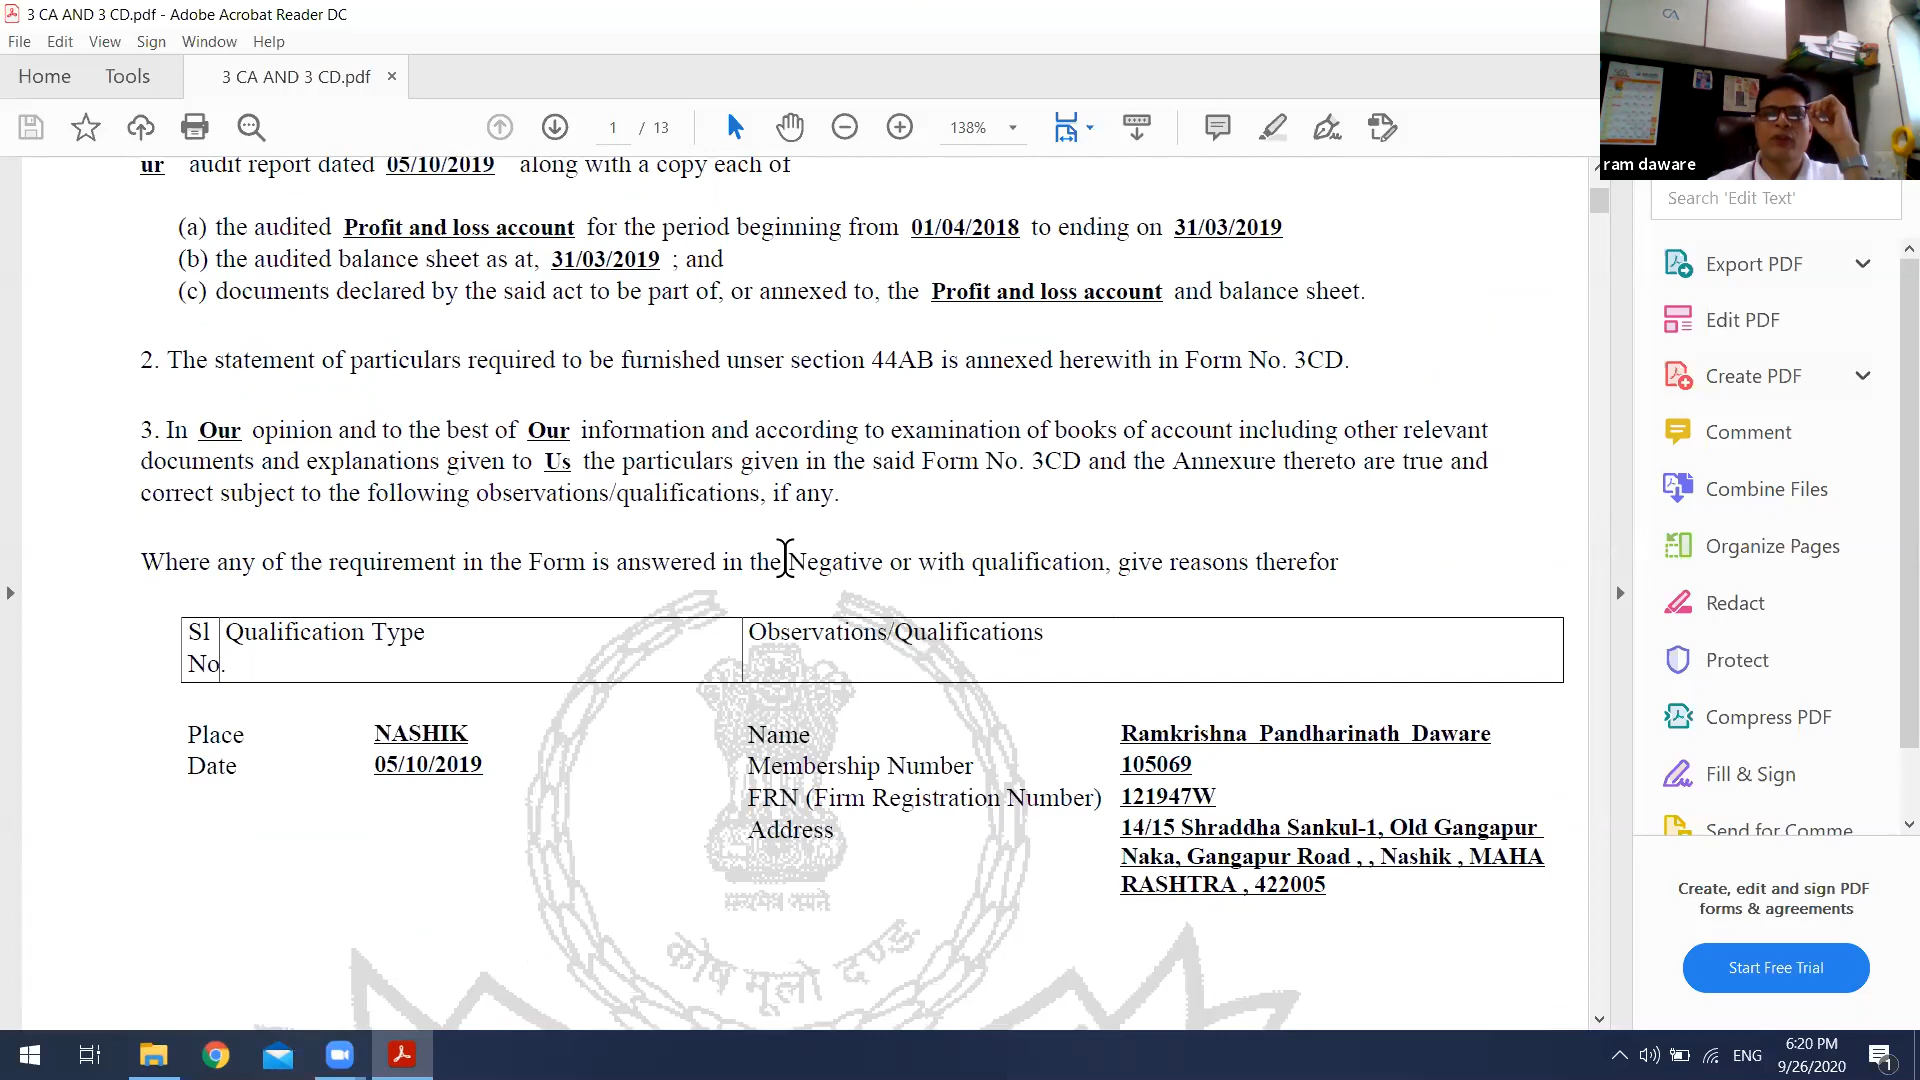 3 CA AND 3 CD.pdf - Adobe Acrobat Reader DC
File Edit View Sign Window Help
Home Tools 3 CA AND 3 CD.pdf ×
1 / 13 138%
CA
ram daware
ur audit report dated 05/10/2019 along with a copy each of
(a) the audited Profit and loss account for the period beginning from 01/04/2018 to ending on 31/03/2019
(b) the audited balance sheet as at, 31/03/2019 ; and
(c) documents declared by the said act to be part of, or annexed to, the Profit and loss account and balance sheet.
2. The statement of particulars required to be furnished unser section 44AB is annexed herewith in Form No. 3CD.
3. In Our opinion and to the best of Our information and according to examination of books of account including other relevant
documents and explanations given to Us the particulars given in the said Form No. 3CD and the Annexure thereto are true and
correct subject to the following observations/qualifications, if any.
Where any of the requirement in the Form is answered in the Negative or with qualification, give reasons therefor
Sl Qualification Type Observations/Qualifications
No.
Place NASHIK Name Ramkrishna Pandharinath Daware
Date 05/10/2019 Membership Number 105069
FRN (Firm Registration Number) 121947W
Address 14/15 Shraddha Sankul-1, Old Gangapur
Naka, Gangapur Road , , Nashik , MAHA
RASHTRA , 422005
सत्यमेव जयते
कोष मूलो दण्ड
Search 'Edit Text'
Export PDF
Edit PDF
Create PDF
Comment
Combine Files
Organize Pages
Redact
Protect
Compress PDF
Fill & Sign
Send for Comme
Create, edit and sign PDF
forms & agreements
Start Free Trial
ENG 6:20 PM
9/26/2020 1